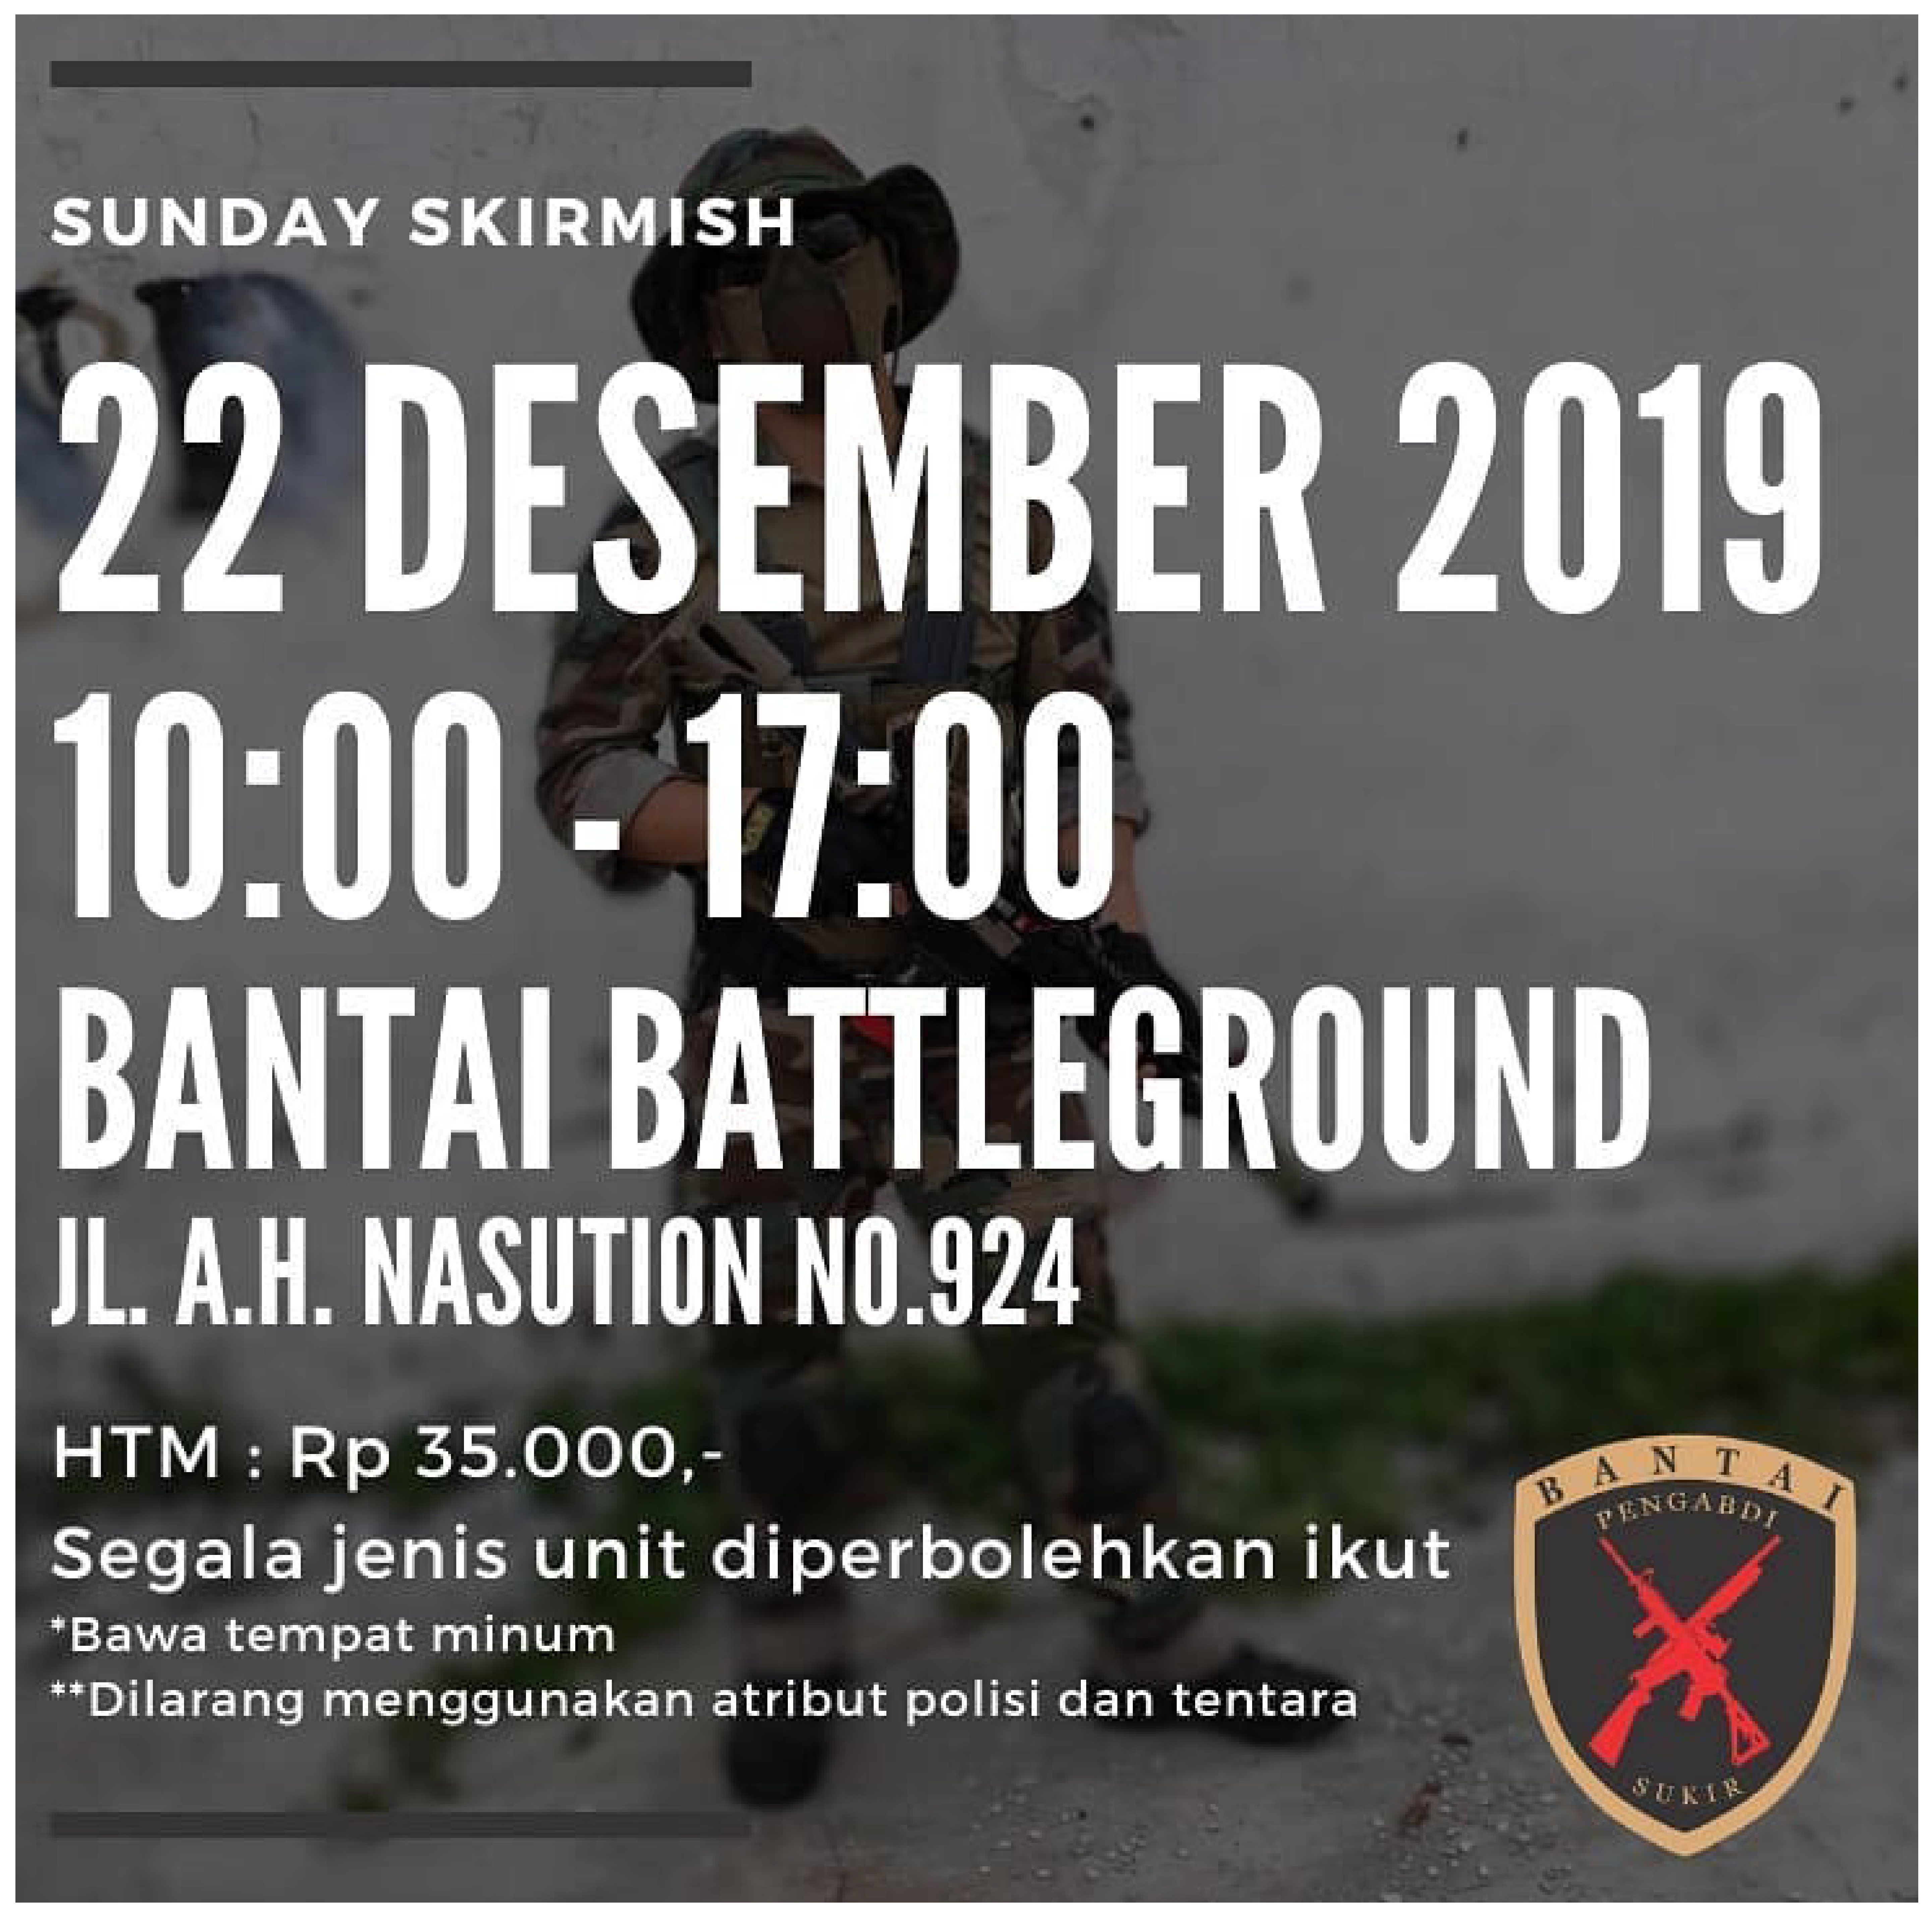 SUNDAY SKIRMISH
22 DESEMBER 2019
10:00 - 17:00
BANTAI BATTLEGROUND
JL. A.H. NASUTION NO.924
HTM : Rp 35.000,-
Segala jenis unit diperbolehkan ikut
*Bawa tempat minum
**Dilarang menggunakan atribut polisi dan tentara
BANTAI
PENGABDI
SUKIR